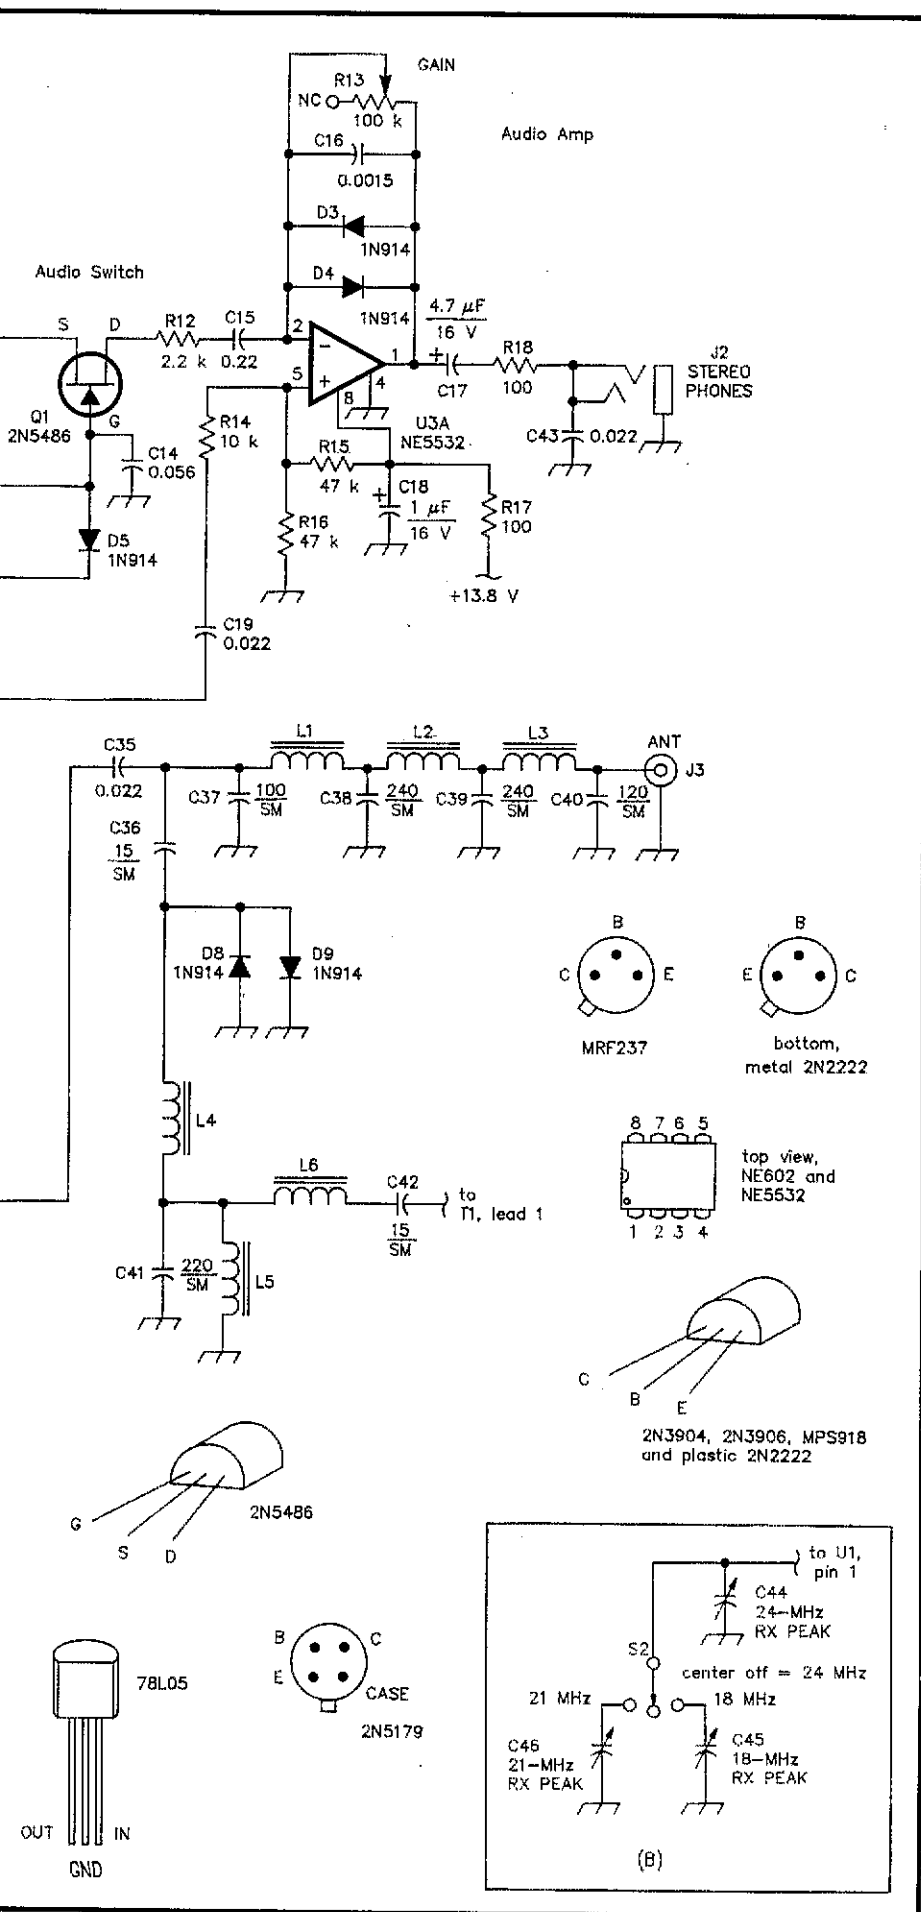 GAIN
R13
NC
100 k
Audio Amp
C16
0.0015
D3
1N914
Audio Switch
D4
1N914
4.7 µF
16 V
S
D
R12
C15
2
2.2 k
0.22
−
1
+
R18
J2
STEREO
PHONES
5
+
4
C17
100
8
Q1
2N5486
G
R14
10 k
U3A
NE5532
C43
0.022
C14
0.056
R15
47 k
+
C18
1 µF
16 V
R17
100
R16
47 k
D5
1N914
+13.8 V
C19
0.022
C35
0.022
L1
L2
L3
ANT
J3
C37
100
SM
C38
240
SM
C39
240
SM
C40
120
SM
C36
15
SM
D8
1N914
D9
1N914
B
C
E
MRF237
B
E
C
bottom,
metal 2N2222
L4
8 7 6 5
top view,
NE602 and
NE5532
1 2 3 4
L6
C42
15
SM
to
T1, lead 1
C41
220
SM
L5
C
B
E
2N3904, 2N3906, MPS918
and plastic 2N2222
G
S
D
2N5486
to U1,
pin 1
C44
24-MHz
RX PEAK
S2
center off = 24 MHz
21 MHz
18 MHz
C46
21-MHz
RX PEAK
C45
18-MHz
RX PEAK
(B)
78L05
OUT
IN
GND
B
C
E
CASE
2N5179